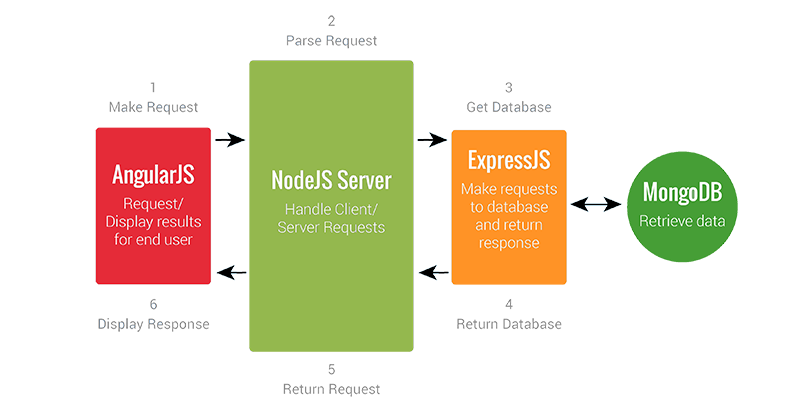 2
Parse Request
1
Make Request
3
Get Database
AngularJS
Request/
Display results
for end user
NodeJS Server
Handle Client/
Server Requests
ExpressJS
Make requests
to database
and return
response
MongoDB
Retrieve data
6
Display Response
4
Return Database
5
Return Request